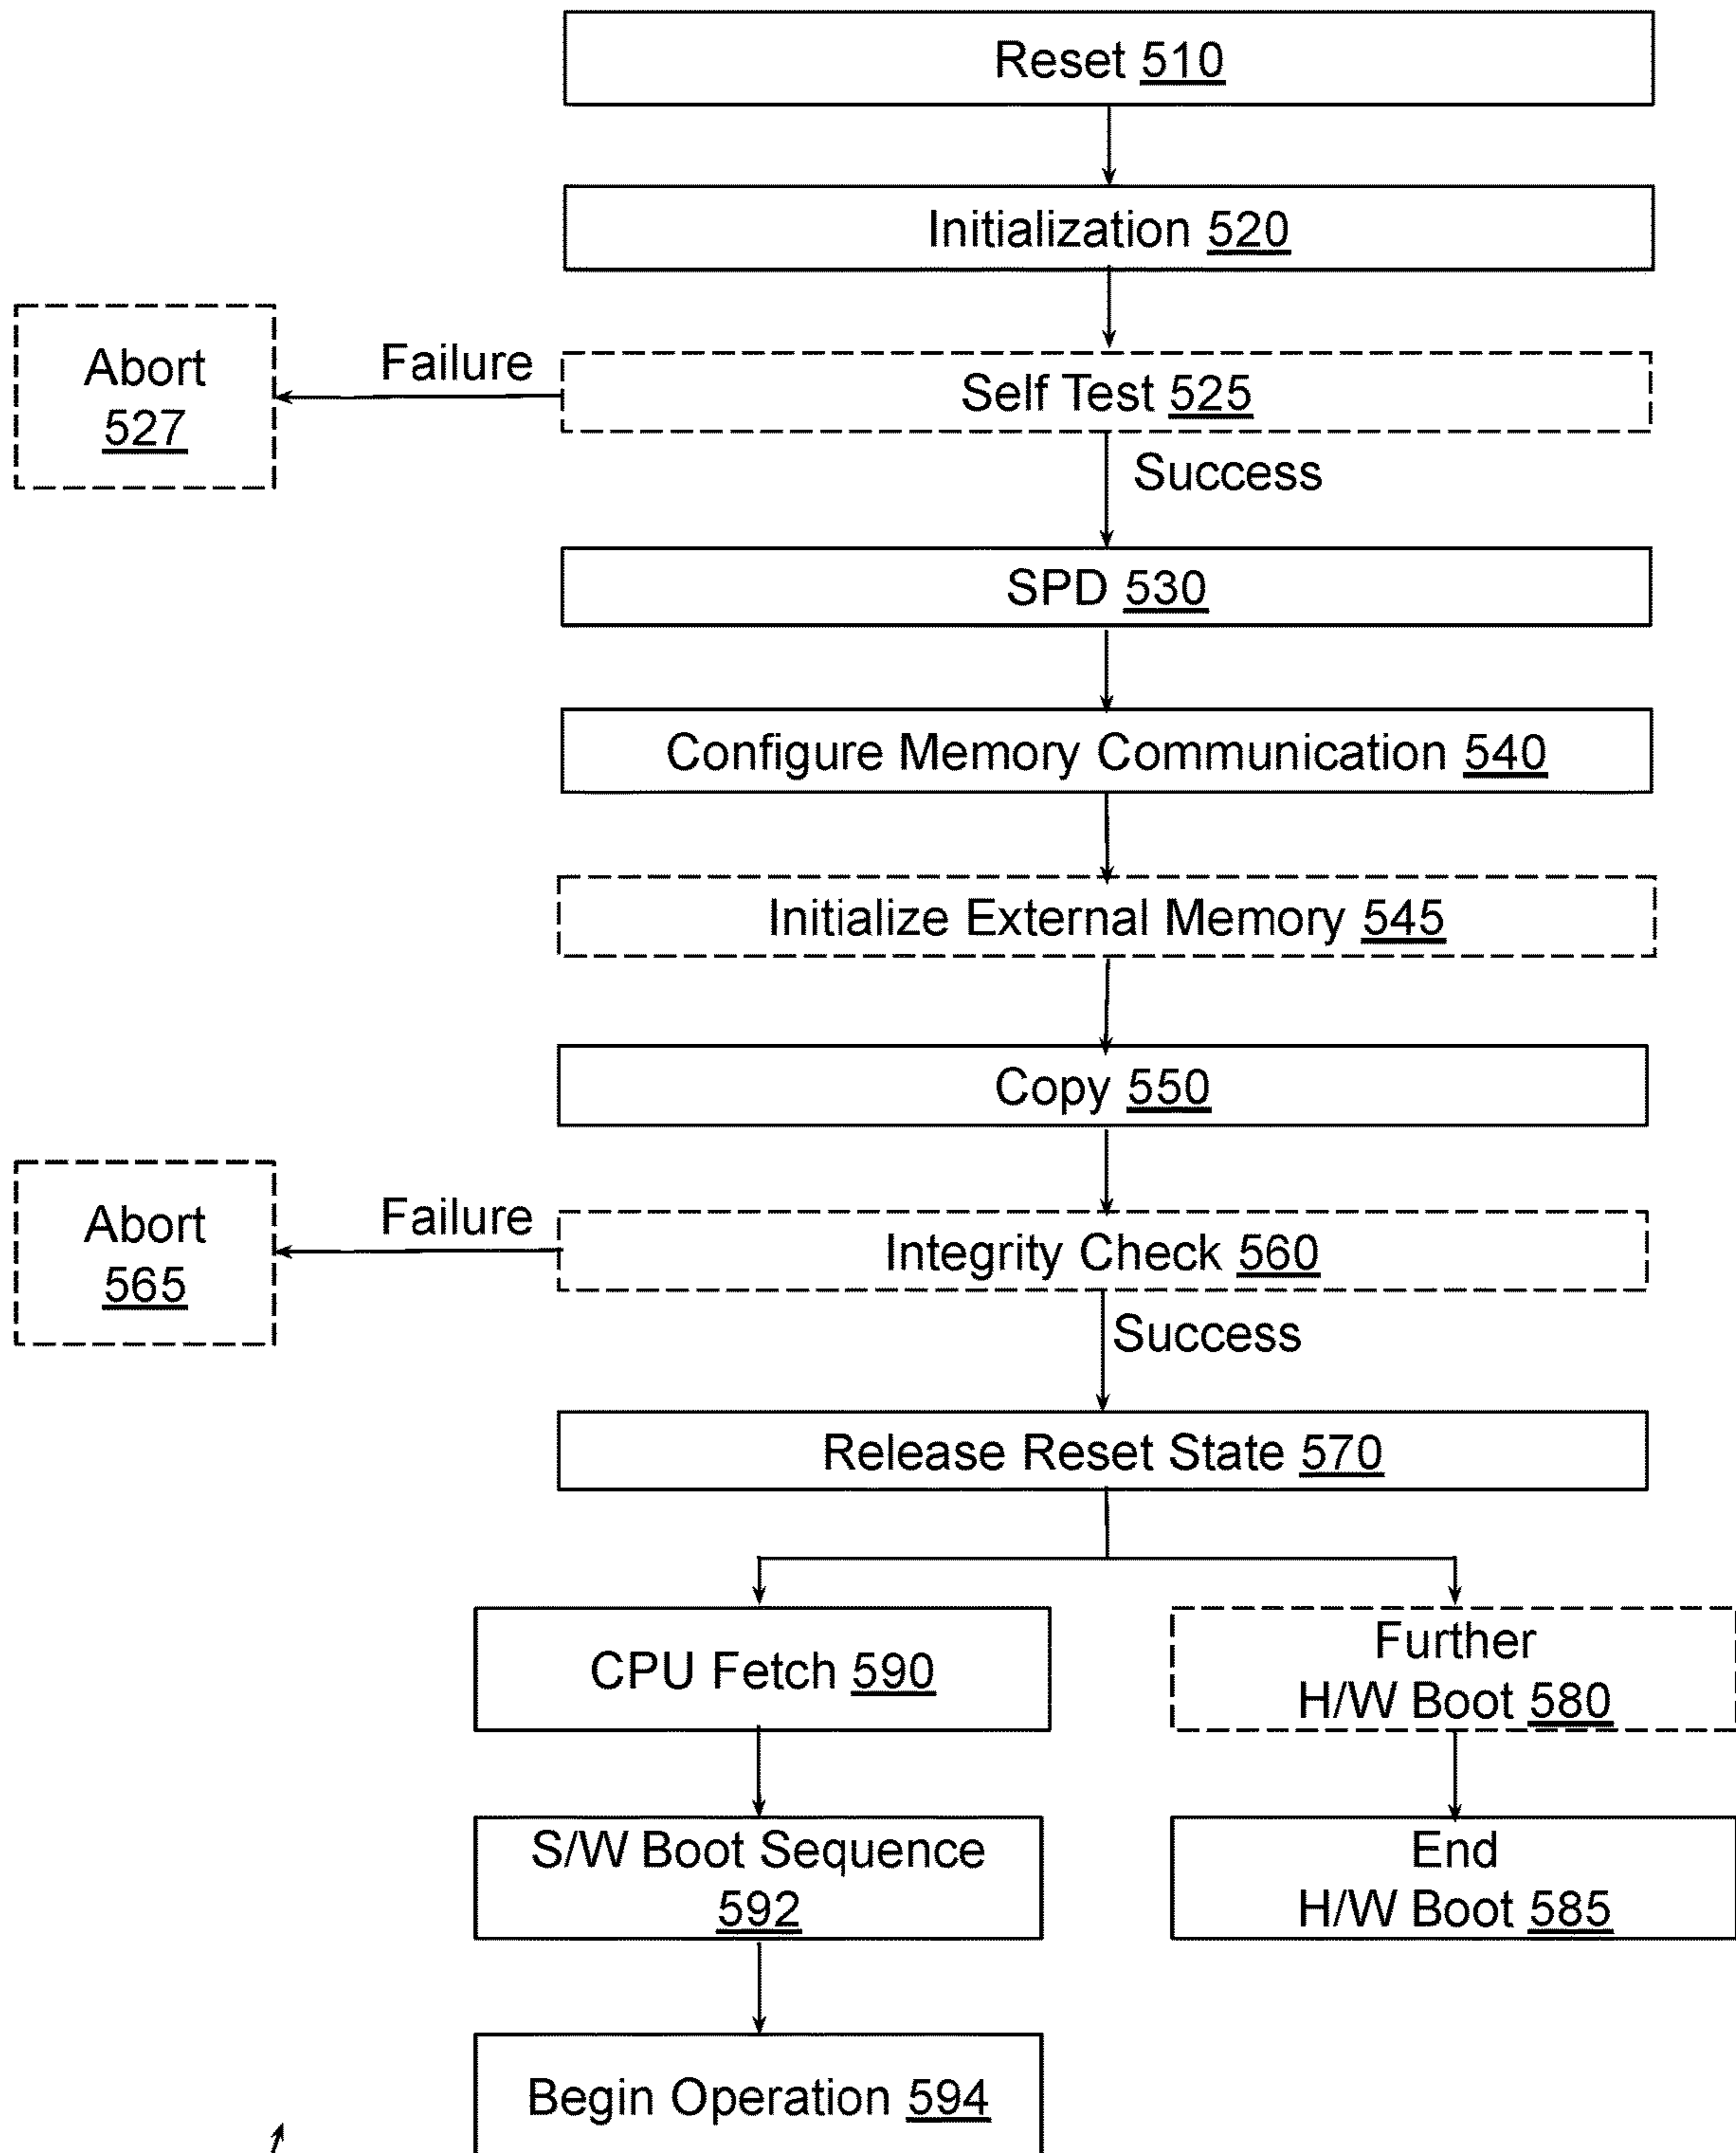 Reset 510
Initialization 520
Abort
527
Failure
Self Test 525
Success
SPD 530
Configure Memory Communication 540
Initialize External Memory 545
Copy 550
Abort
565
Failure
Integrity Check 560
Success
Release Reset State 570
CPU Fetch 590
Further
H/W Boot 580
S/W Boot Sequence
592
End
H/W Boot 585
Begin Operation 594